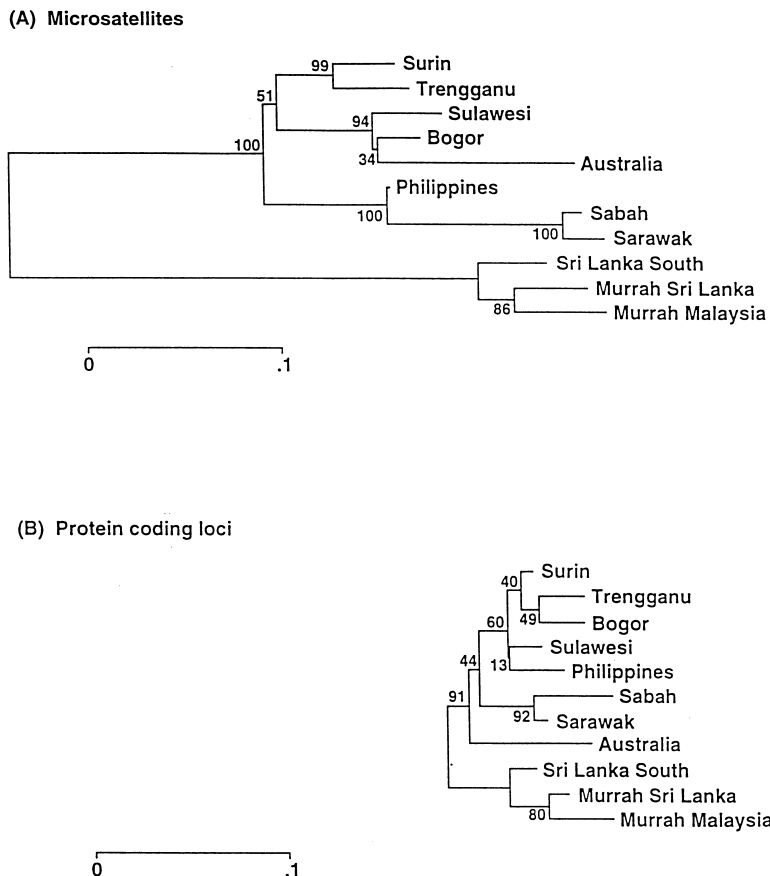 (A) Microsatellites
99
Surin
Trengganu
51
94
Sulawesi
Bogor
34
Australia
100
Philippines
100
Sabah
100
Sarawak
Sri Lanka South
Murrah Sri Lanka
86
Murrah Malaysia
0 .1
(B) Protein coding loci
40
Surin
Trengganu
49
Bogor
60
Sulawesi
13
Philippines
44
Sabah
92
Sarawak
91
Australia
Sri Lanka South
Murrah Sri Lanka
80
Murrah Malaysia
0 .1